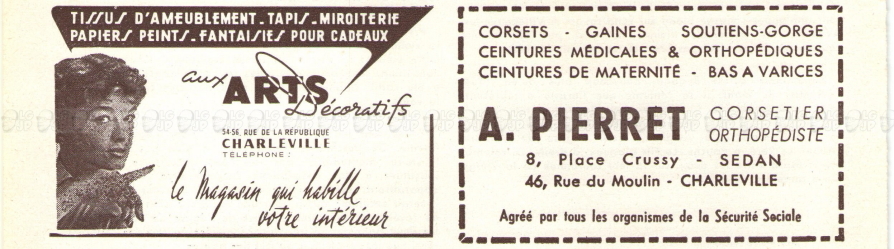 TISSUS D'AMEUBLEMENT - TAPIS - MIROITERIE
PAPIERS PEINTS - FANTAISIES POUR CADEAUX
aux ARTS
Décoratifs
54-56, RUE DE LA RÉPUBLIQUE
CHARLEVILLE
TELEPHONE :
le Magasin qui habille
votre intérieur
CORSETS - GAINES SOUTIENS-GORGE
CEINTURES MÉDICALES & ORTHOPÉDIQUES
CEINTURES DE MATERNITÉ - BAS A VARICES
A. PIERRET CORSETIER
ORTHOPÉDISTE
8, Place Crussy - SEDAN
46, Rue du Moulin - CHARLEVILLE
Agréé par tous les organismes de la Sécurité Sociale